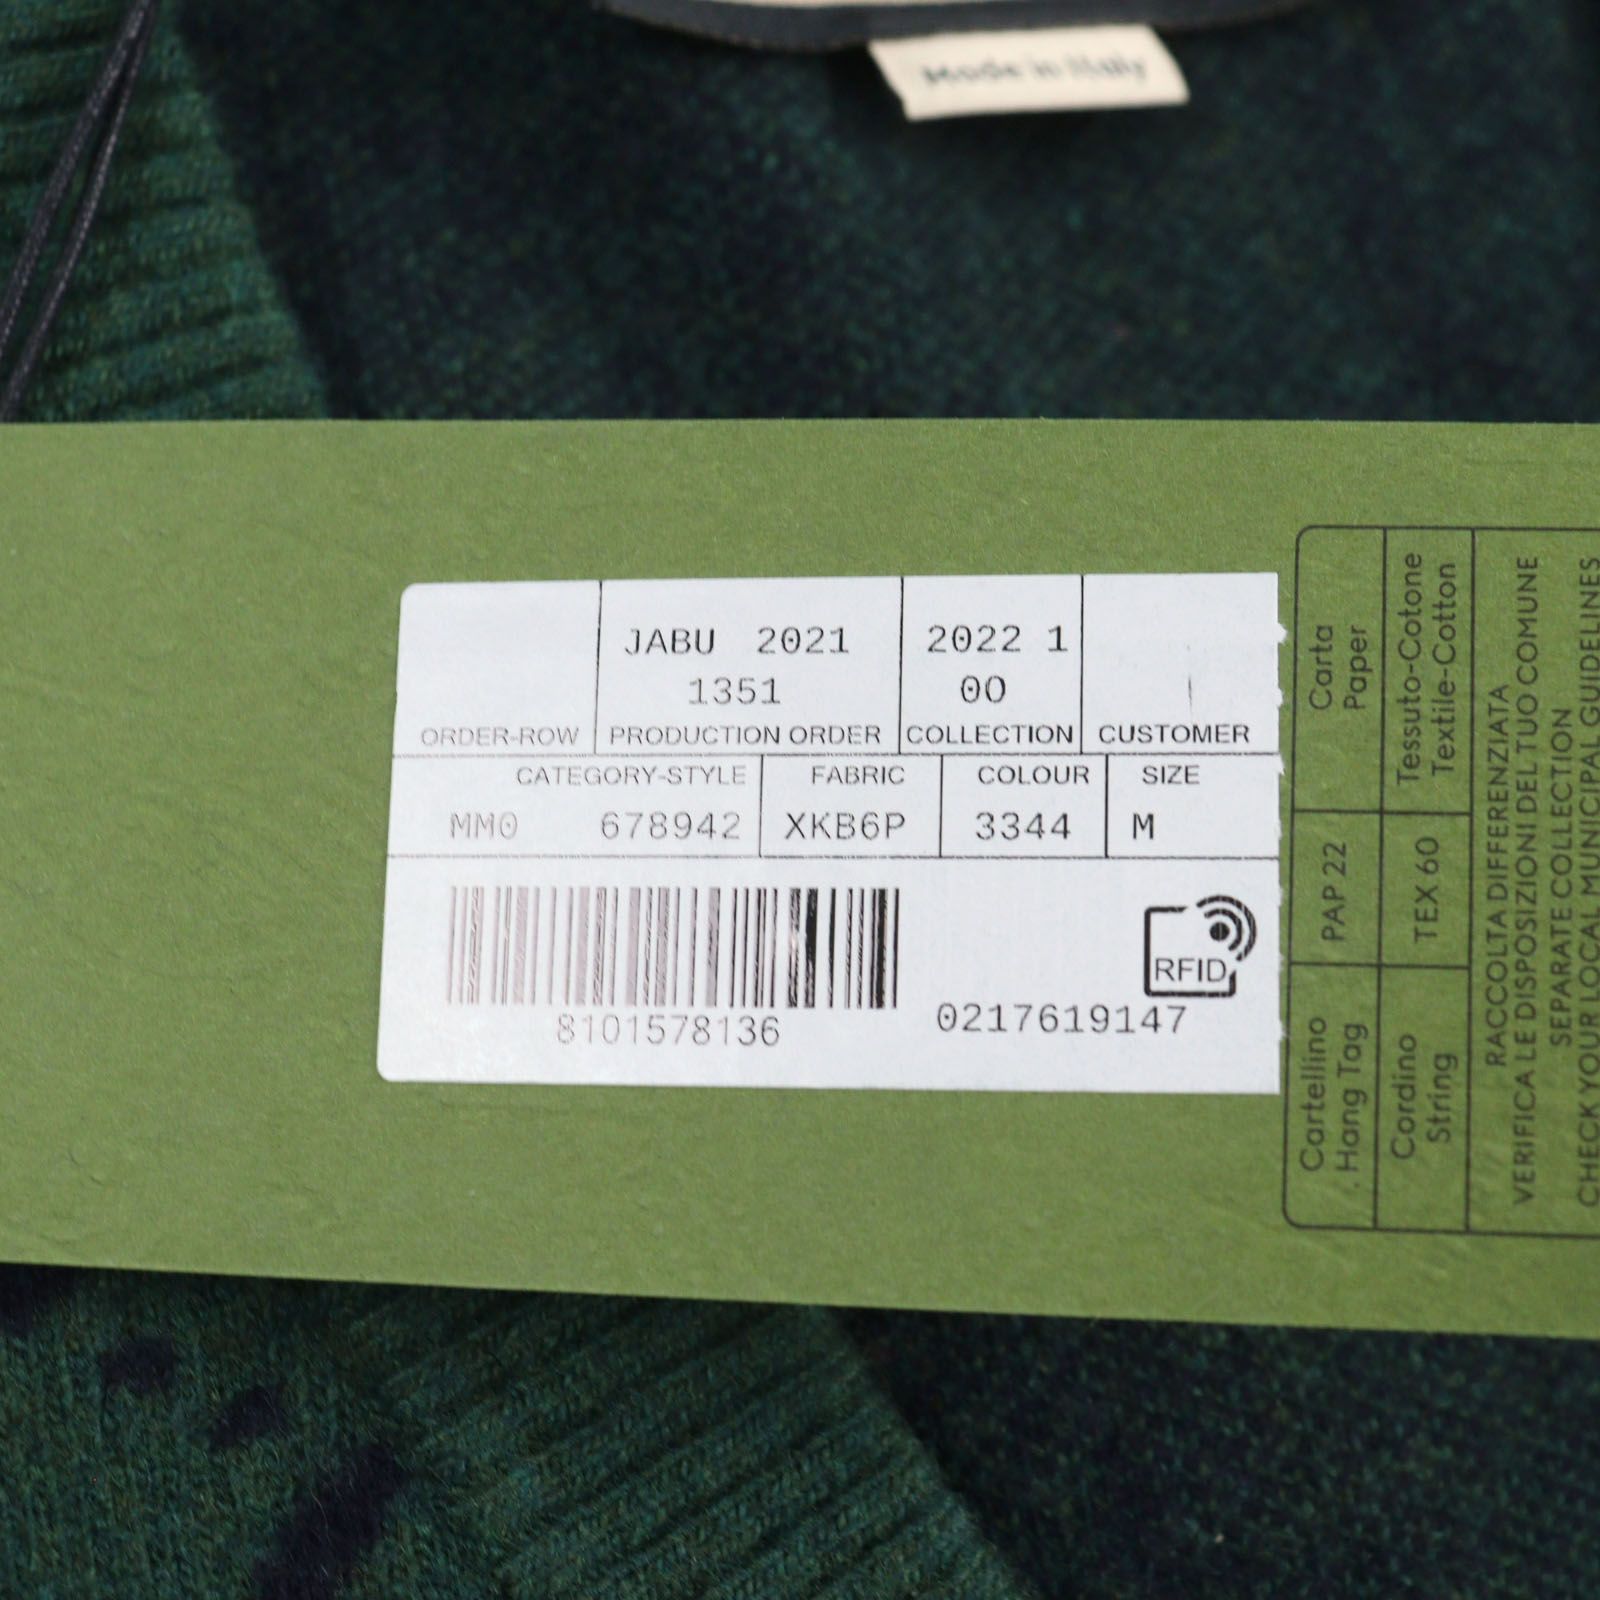 Made in Italy
JABU 2021
1351
2022 1
00
ORDER-ROW
PRODUCTION ORDER
COLLECTION
CUSTOMER
CATEGORY-STYLE
FABRIC
COLOUR
SIZE
MM0 678942
XKB6P
3344
M
8101578136
RFID
0217619147
Cartellino
Hang Tag
PAP 22
Carta
Paper
Cordino
String
TEX 60
Tessuto-Cotone
Textile-Cotton
RACCOLTA DIFFERENZIATA
VERIFICA LE DISPOSIZIONI DEL TUO COMUNE
SEPARATE COLLECTION
CHECK YOUR LOCAL MUNICIPAL GUIDELINES